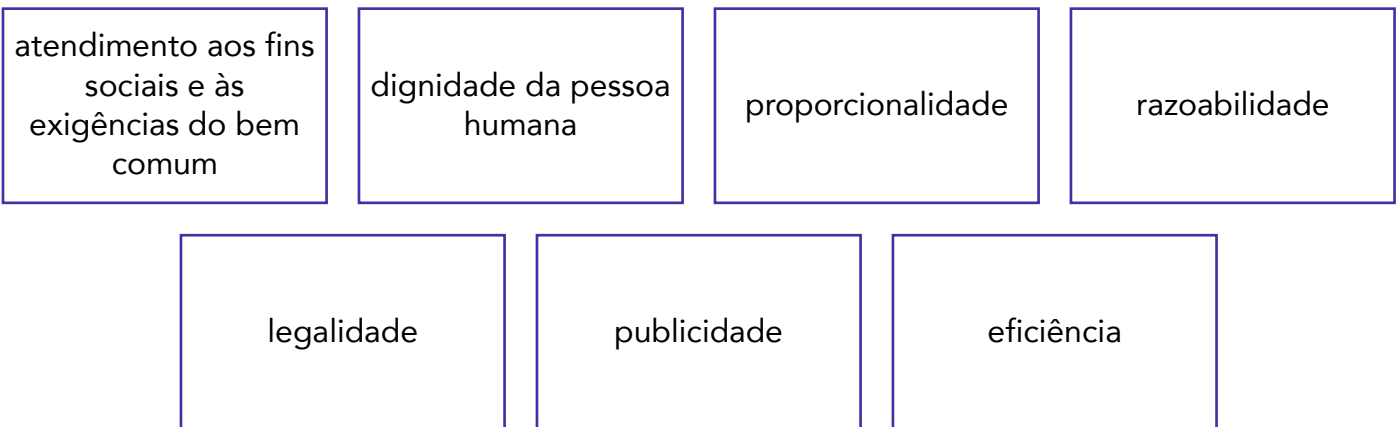 atendimento aos fins
sociais e às
exigências do bem
comum
dignidade da pessoa
humana
proporcionalidade
razoabilidade
legalidade
publicidade
eficiência